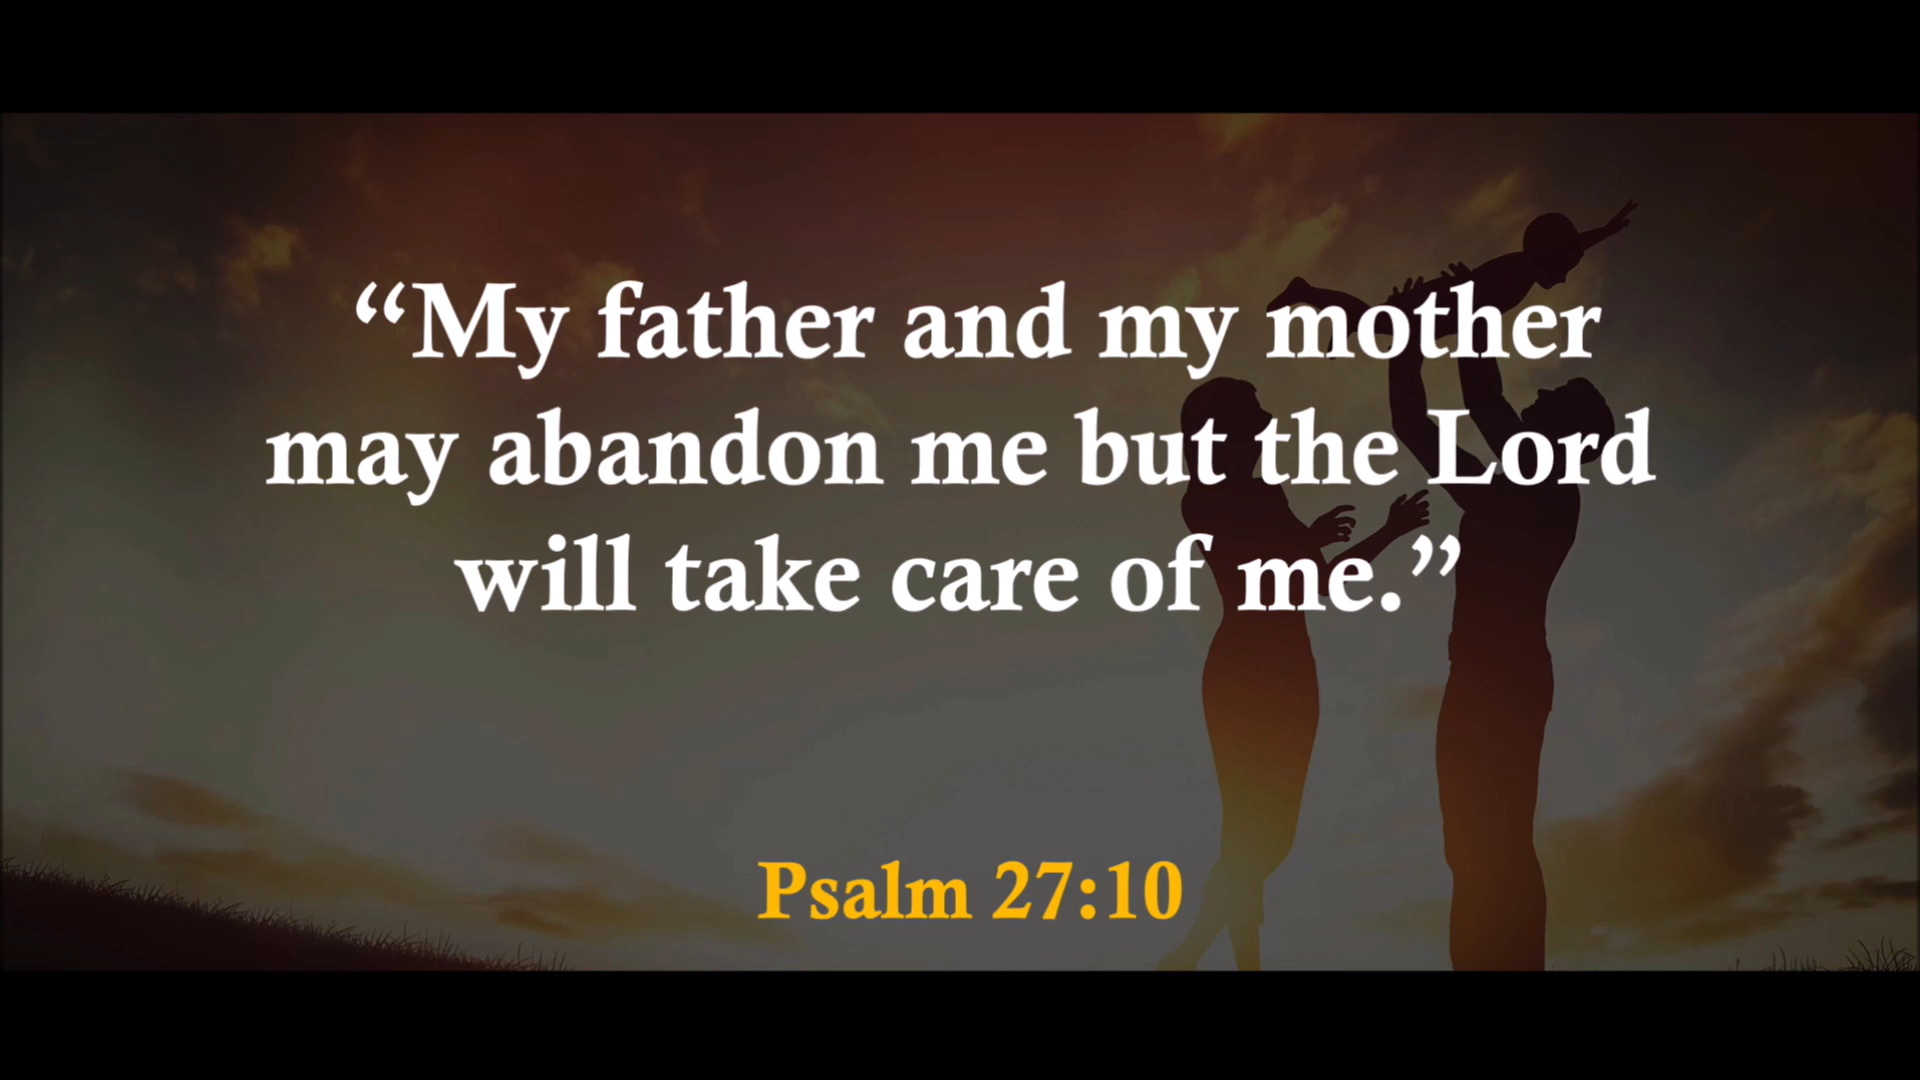 “My father and my mother
may abandon me but the Lord
will take care of me.”
Psalm 27:10